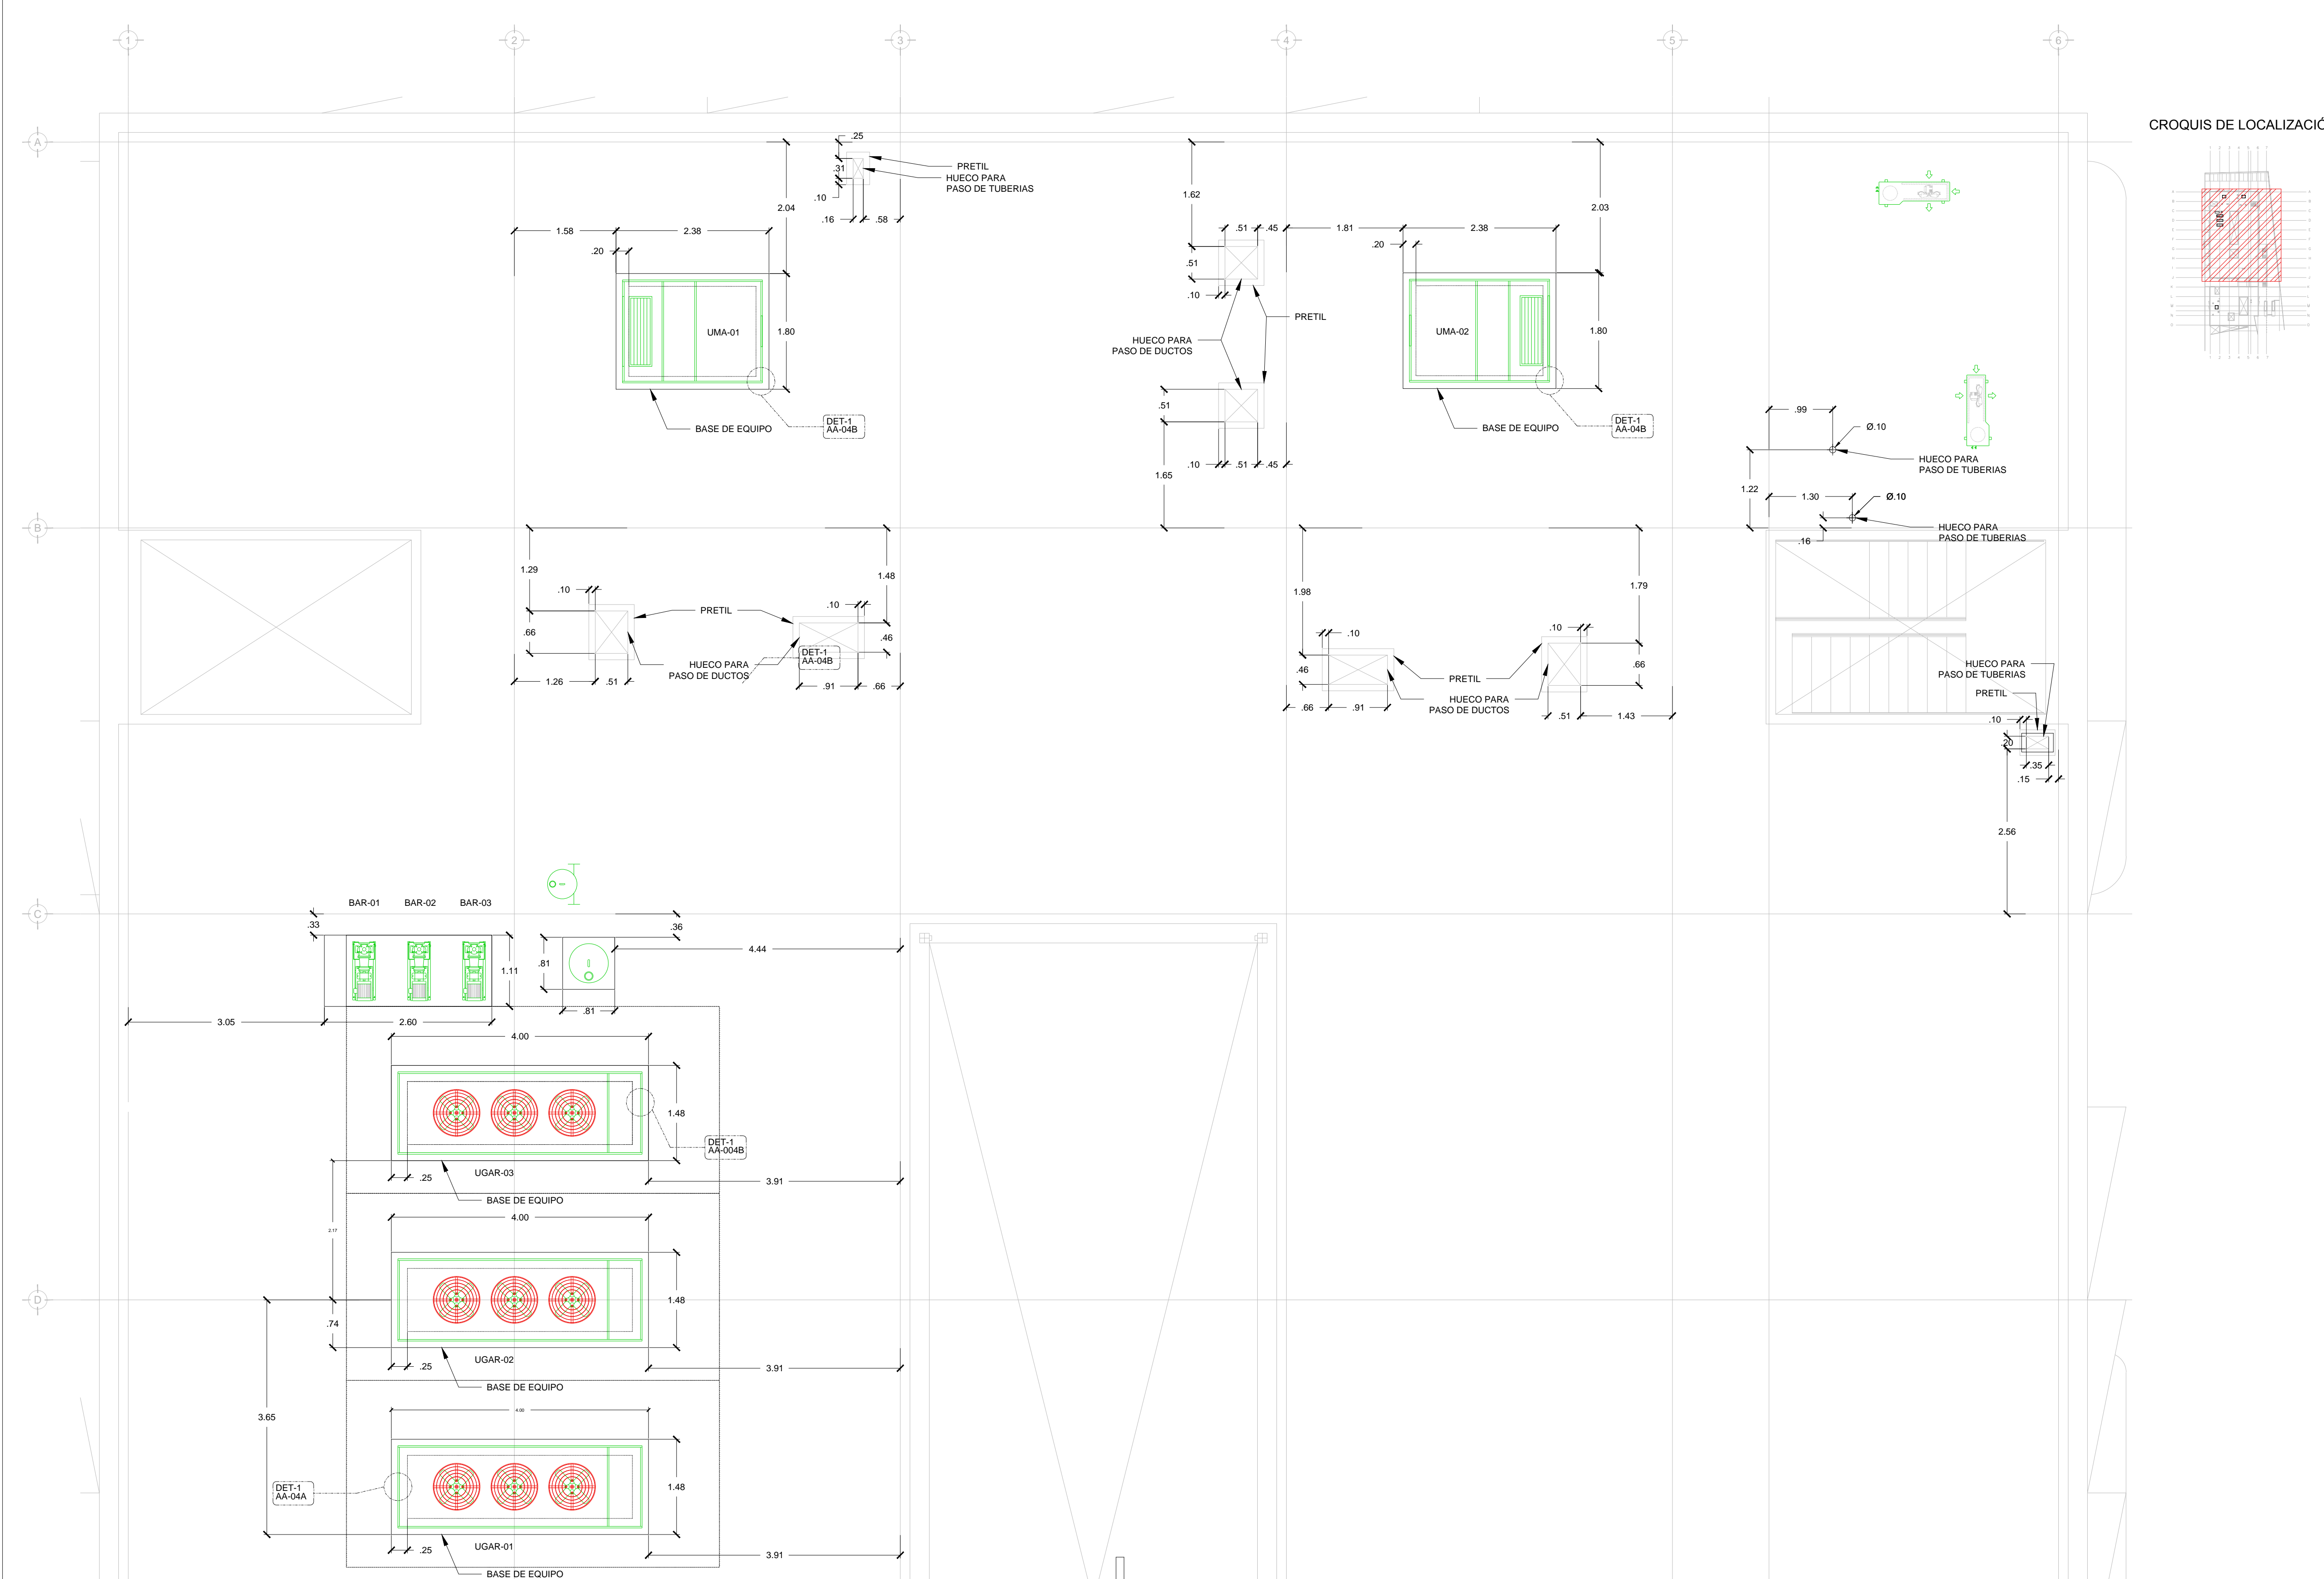 1
2
3
4
5
6
CROQUIS DE LOCALIZACIÓ
A
.25
.31
.10
.16
.58
PRETIL
HUECO PARA
PASO DE TUBERIAS
2.04
1.58
2.38
.20
UMA-01
1.80
BASE DE EQUIPO
DET-1
AA-04B
1.62
.51
.45
.51
.10
PRETIL
HUECO PARA
PASO DE DUCTOS
.51
.10
.51
.45
1.65
1.81
2.38
2.03
.20
UMA-02
1.80
BASE DE EQUIPO
DET-1
AA-04B
.99
Ø.10
HUECO PARA
PASO DE TUBERIAS
1.22
1.30
Ø.10
HUECO PARA
PASO DE TUBERIAS
.16
B
1.29
.10
.66
1.26
.51
PRETIL
HUECO PARA
PASO DE DUCTOS
DET-1
AA-04B
.10
1.48
.46
.91
.66
1.98
.10
.46
.66
.91
PRETIL
HUECO PARA
PASO DE DUCTOS
.10
1.79
.66
.51
1.43
HUECO PARA
PASO DE TUBERIAS
PRETIL
.10
.20
.35
.15
2.56
C
BAR-01
BAR-02
BAR-03
.33
1.11
.36
.81
4.44
.81
3.05
2.60
4.00
1.48
DET-1
AA-004B
UGAR-03
.25
3.91
BASE DE EQUIPO
2.17
4.00
D
1.48
.74
UGAR-02
.25
3.91
BASE DE EQUIPO
3.65
4.00
DET-1
AA-04A
1.48
UGAR-01
.25
3.91
BASE DE EQUIPO